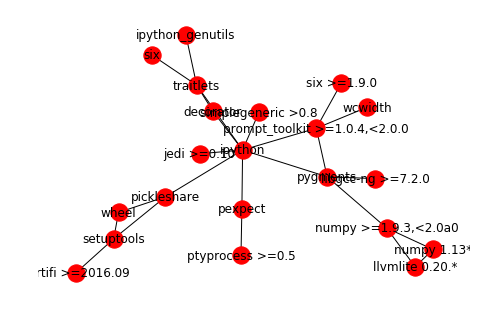 ipython_genutils
six
traitlets
six >=1.9.0
decorator
simplegeneric >0.8
wcwidth
prompt_toolkit >=1.0.4,<2.0.0
jedi >=0.10
ipython
pygments
>=7.2.0
pickleshare
wheel
pexpect
numpy >=1.9.3,<2.0a0
setuptools
numpy 1.13*
ptyprocess >=0.5
llvmlite 0.20.*
rtifi >=2016.09